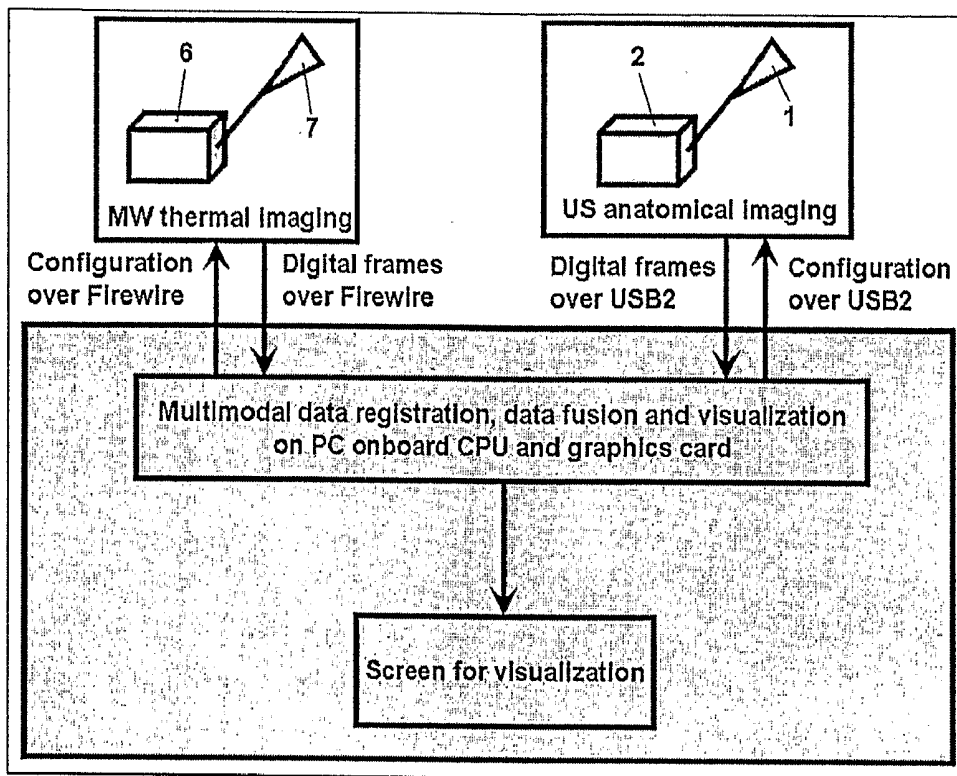 6
7
MW thermal imaging
2
1
US anatomical imaging
Configuration
over Firewire
Digital frames
over Firewire
Digital frames
over USB2
Configuration
over USB2
Multimodal data registration, data fusion and visualization
on PC onboard CPU and graphics card
Screen for visualization